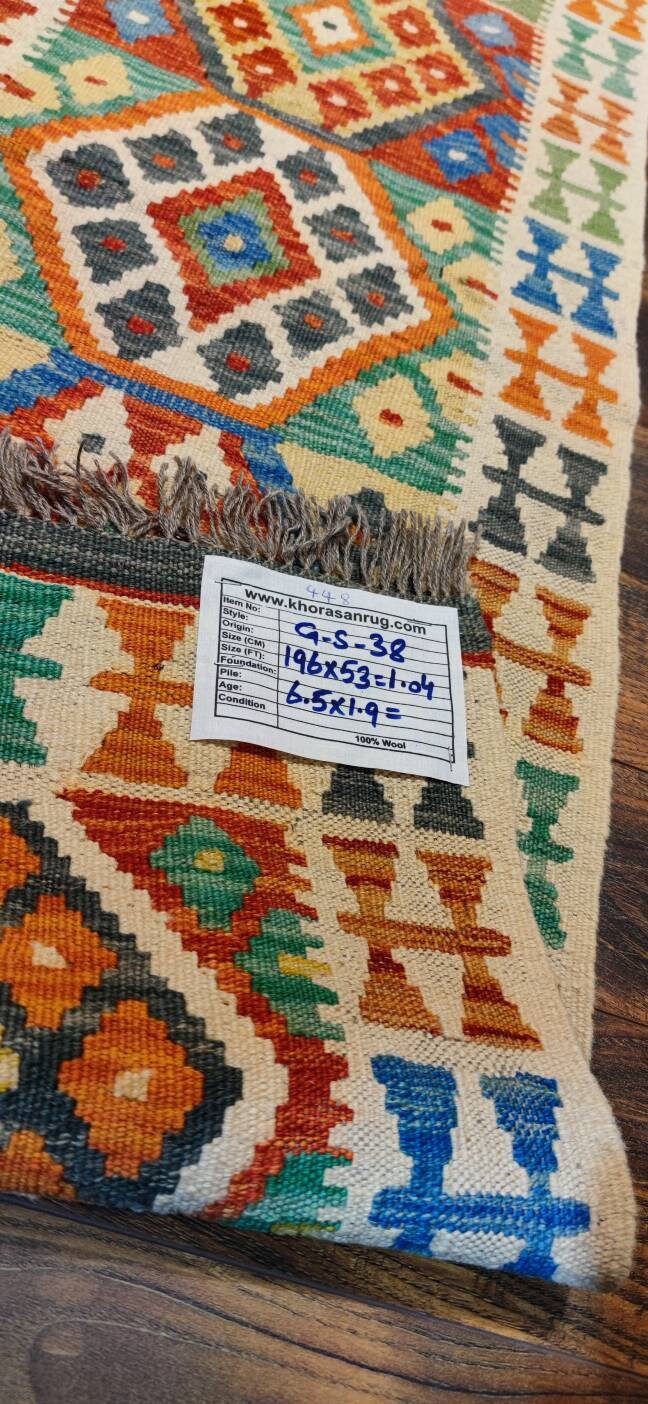 448
www.khorasanrug.com
Item No:
Style: G-S-38
Origin:
Size (CM) 196x53=1.04
Size (FT):
Foundation: 6.5x1.9=
Pile:
Age:
Condition
100% Wool